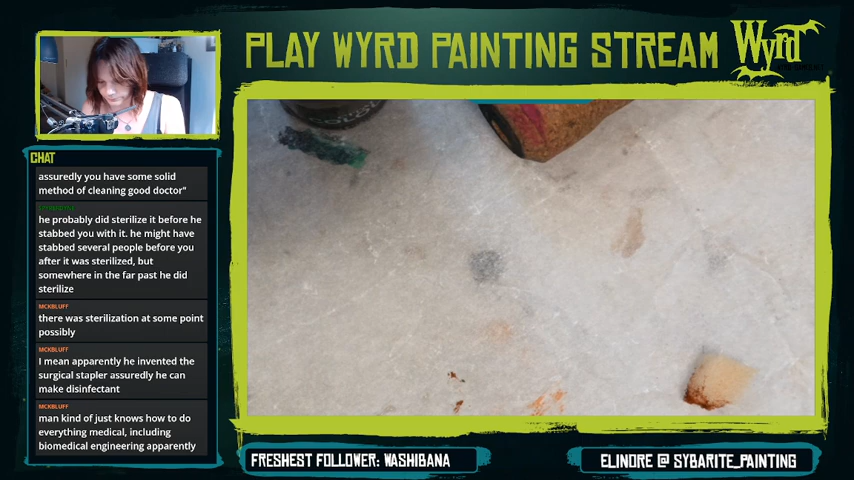 PLAY WYRD PAINTING STREAM
Wyrd
CHAT
assuredly you have some solid
method of cleaning good doctor"
he probably did sterilize it before he
stabbed you with it. he might have
stabbed several people before you
after it was sterilized, but
somewhere in the far past he did
sterilize
MCKBLUFF
there was sterilization at some point
possibly
MCKBLUFF
I mean apparently he invented the
surgical stapler assuredly he can
make disinfectant
MCKBLUFF
man kind of just knows how to do
everything medical, including
biomedical engineering apparently
FRESHEST FOLLOWER: WASHIBANA
ELINORE @ SYBARITE_PAINTING